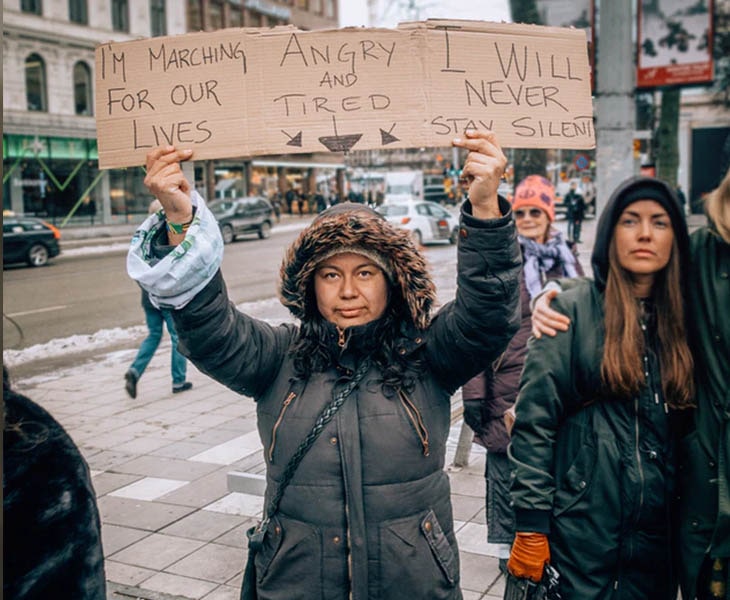 I'M MARCHING
FOR OUR
LIVES
ANGRY
AND
TIRED
I WILL
NEVER
STAY SILENT